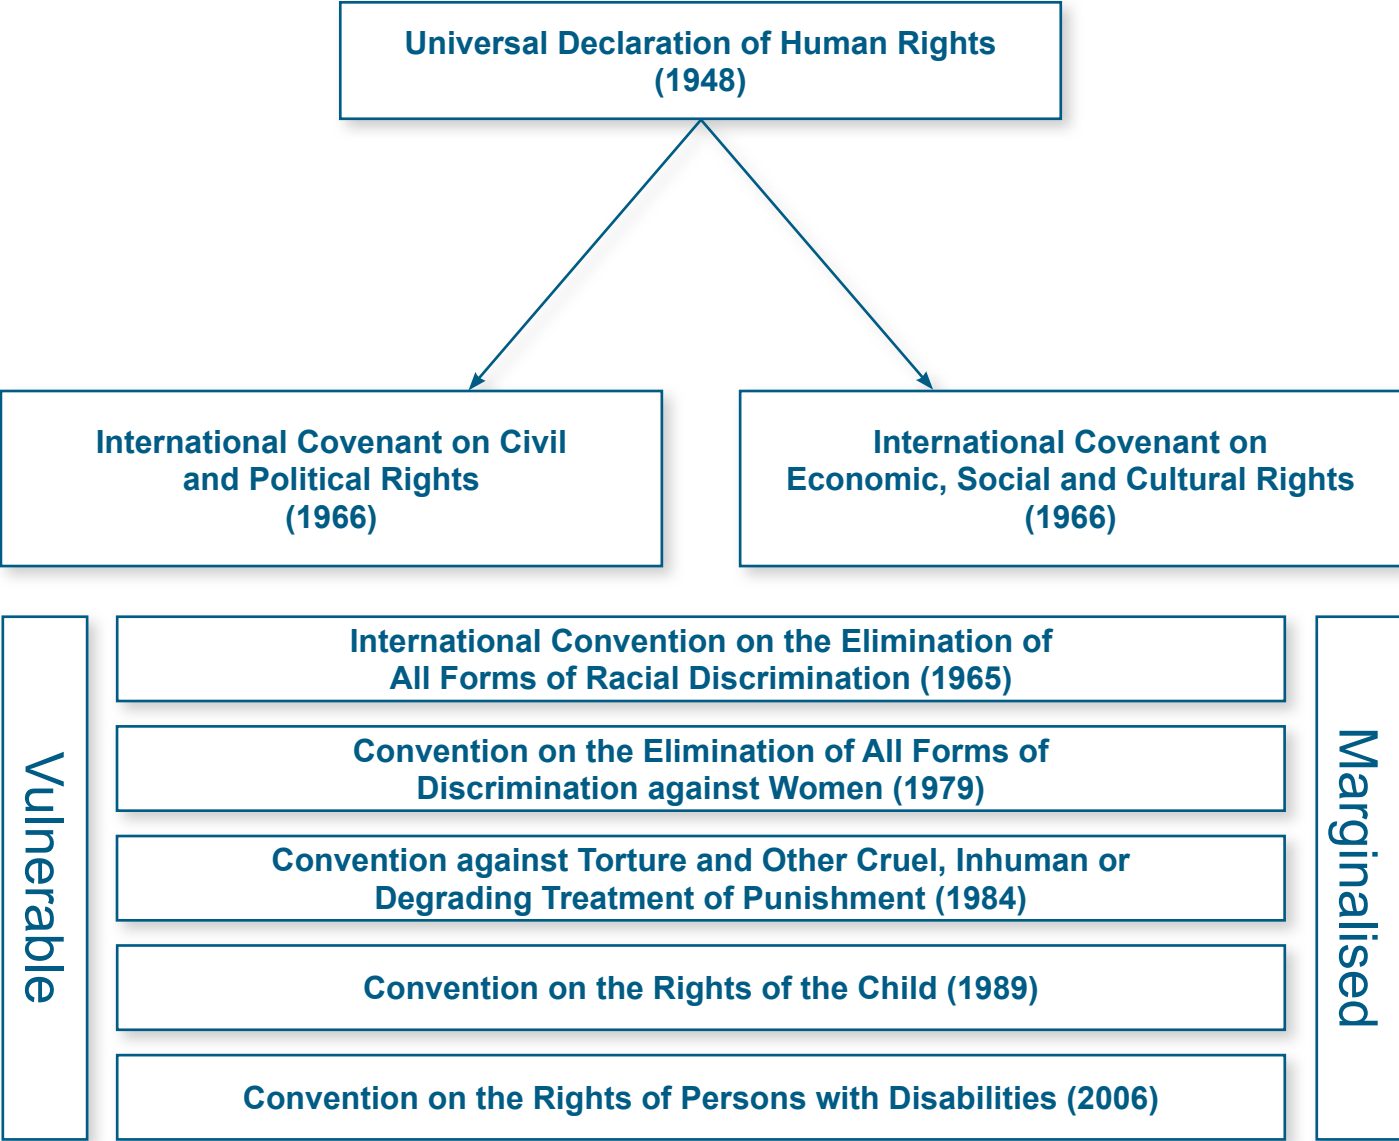 Universal Declaration of Human Rights
(1948)
International Covenant on Civil
and Political Rights
(1966)
International Covenant on
Economic, Social and Cultural Rights
(1966)
Vulnerable
International Convention on the Elimination of
All Forms of Racial Discrimination (1965)
Convention on the Elimination of All Forms of
Discrimination against Women (1979)
Convention against Torture and Other Cruel, Inhuman or
Degrading Treatment of Punishment (1984)
Convention on the Rights of the Child (1989)
Convention on the Rights of Persons with Disabilities (2006)
Marginalised